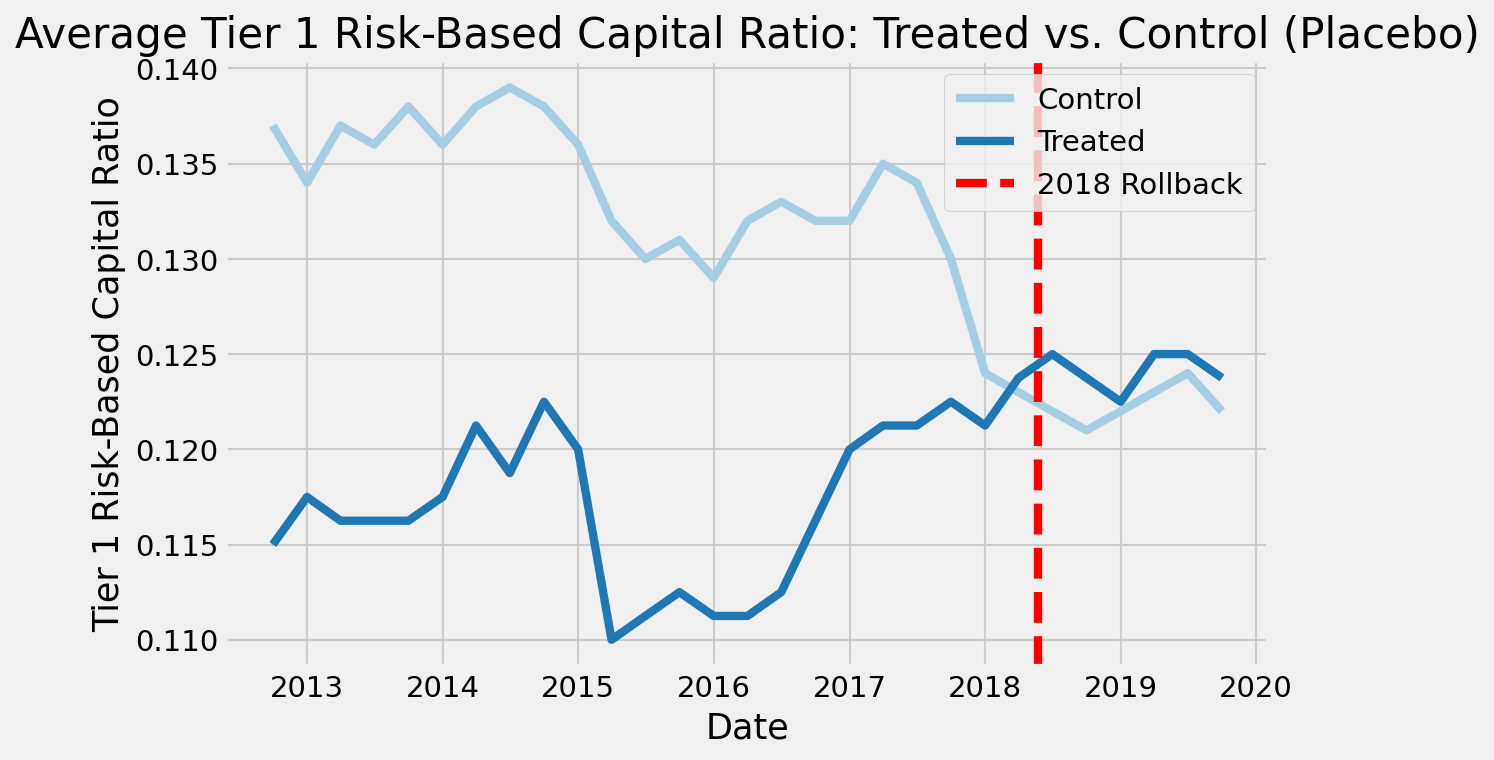 Average Tier 1 Risk-Based Capital Ratio: Treated vs. Control (Placebo)
Tier 1 Risk-Based Capital Ratio
0.140
0.135
0.130
0.125
0.120
0.115
0.110
Control
Treated
2018 Rollback
2013 2014 2015 2016 2017 2018 2019 2020
Date